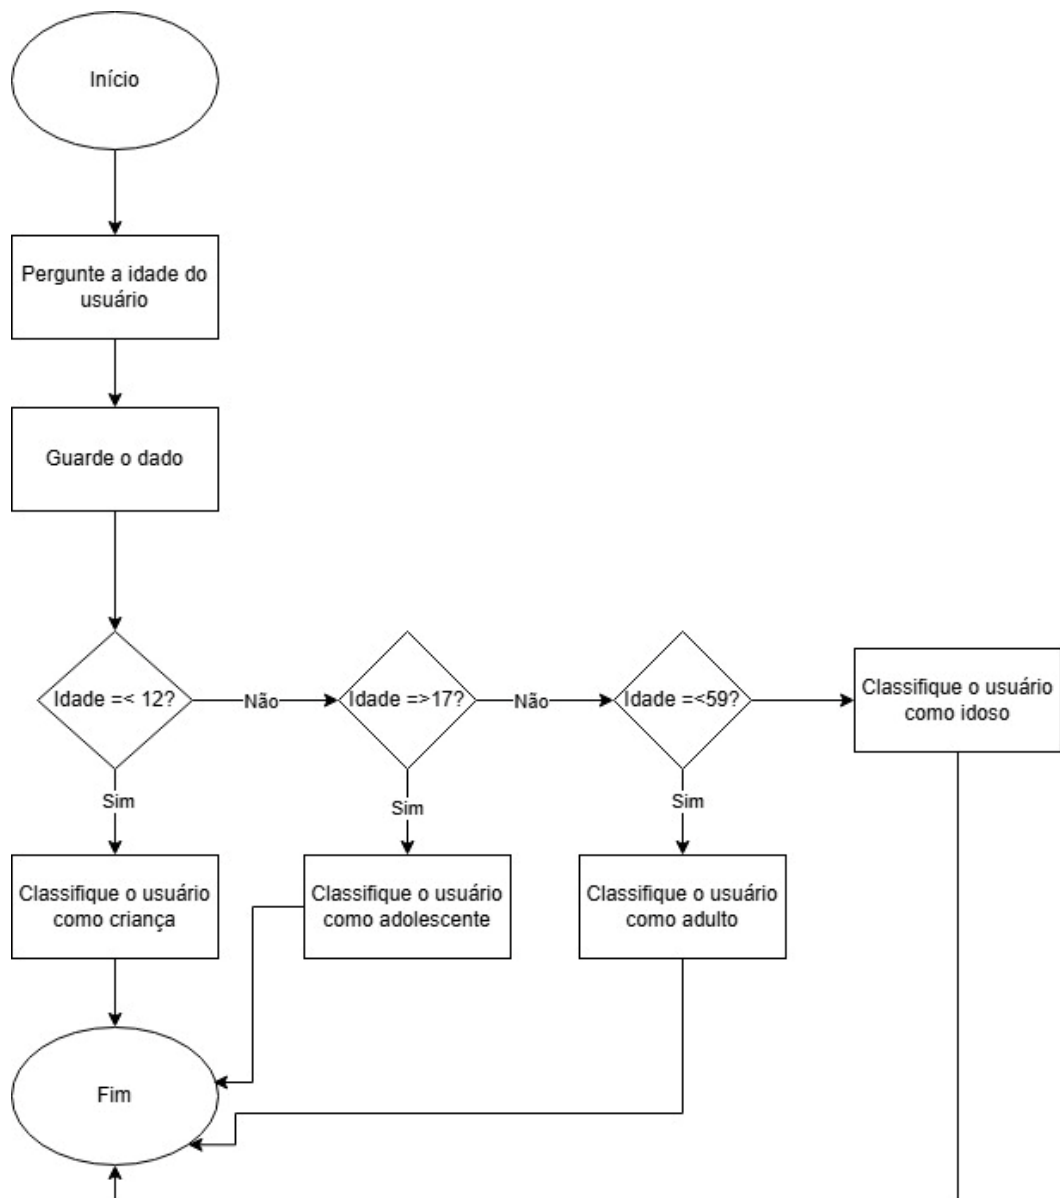 Início
Pergunte a idade do
usuário
Guarde o dado
Idade =< 12?
Não
Idade =>17?
Não
Idade =<59?
Classifique o usuário
como idoso
Sim
Sim
Sim
Classifique o usuário
como criança
Classifique o usuário
como adolescente
Classifique o usuário
como adulto
Fim